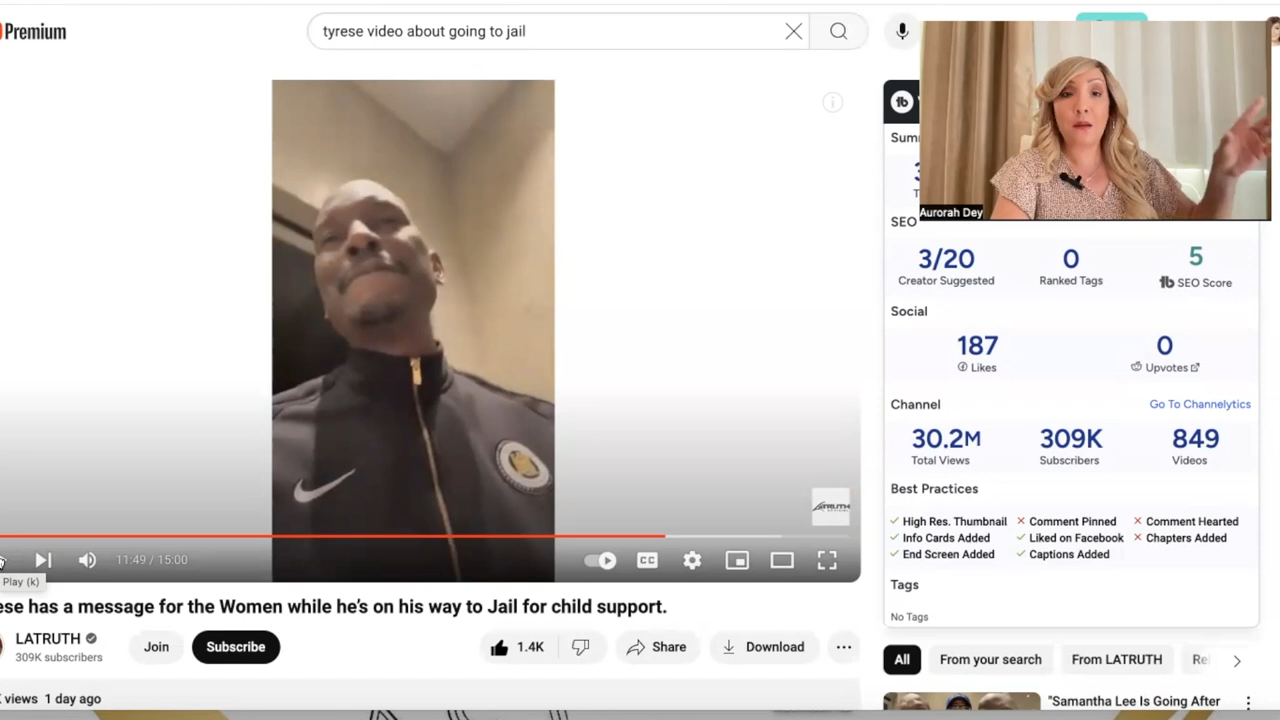 Premium
tyrese video about going to jail
Aurorah Dey
SEO
3/20
Creator Suggested
0
Ranked Tags
5
SEO Score
Social
187
Likes
0
Upvotes
Channel
Go To Channelytics
30.2M
Total Views
309K
Subscribers
849
Videos
Best Practices
High Res. Thumbnail
Comment Pinned
Comment Hearted
Info Cards Added
Liked on Facebook
Chapters Added
End Screen Added
Captions Added
Tags
No Tags
LATRUTH
11:49 / 15:00
CC
Play (k)
ese has a message for the Women while he's on his way to Jail for child support.
LATRUTH
309K subscribers
Join
Subscribe
1.4K
Share
Download
views 1 day ago
All
From your search
From LATRUTH
"Samantha Lee Is Going After